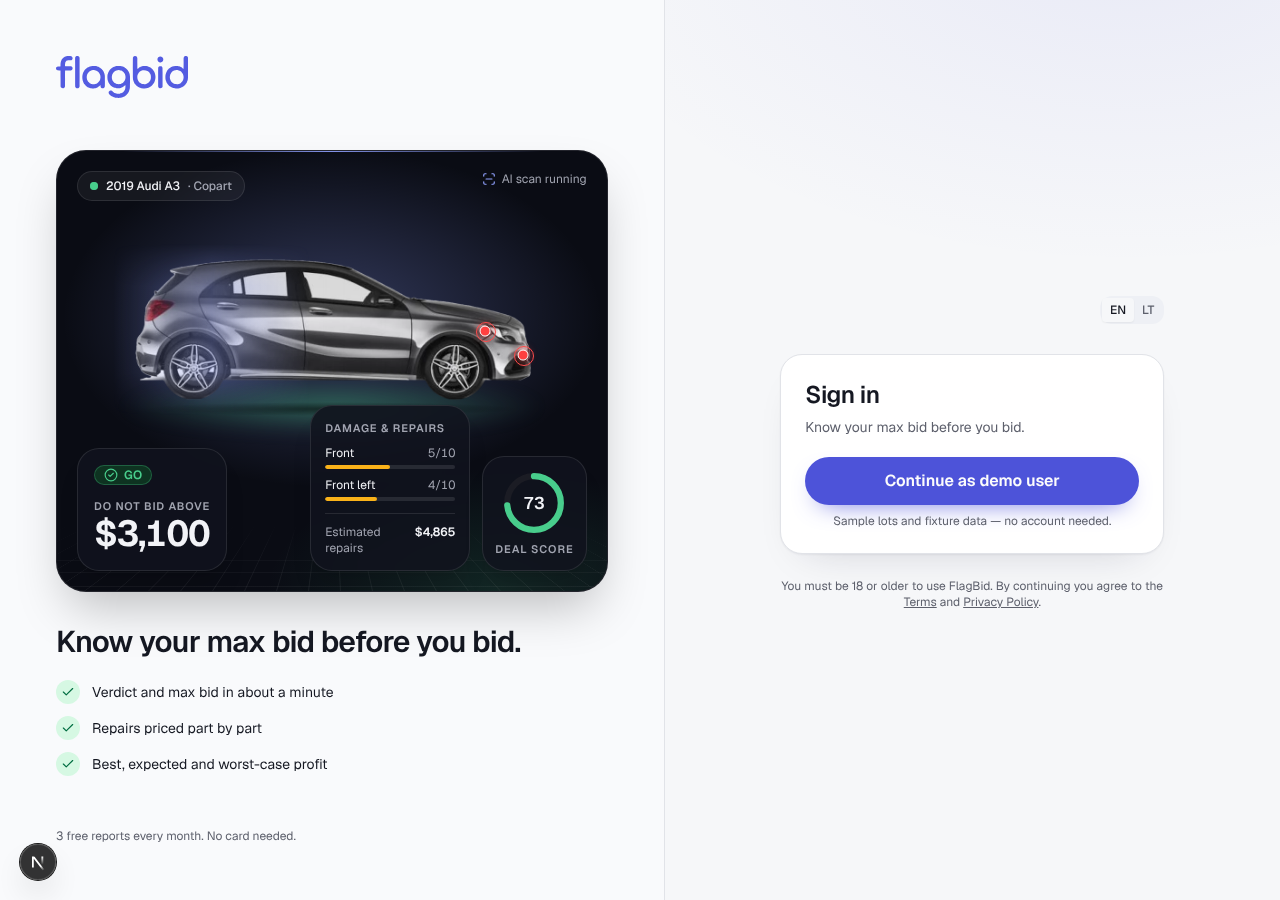 flagbid
2019 Audi A3 · Copart
AI scan running
GO
DO NOT BID ABOVE
$3,100
DAMAGE & REPAIRS
Front 5/10
Front left 4/10
Estimated repairs $4,865
73
DEAL SCORE
Know your max bid before you bid.
Verdict and max bid in about a minute
Repairs priced part by part
Best, expected and worst-case profit
3 free reports every month. No card needed.
N
EN LT
Sign in
Know your max bid before you bid.
Continue as demo user
Sample lots and fixture data — no account needed.
You must be 18 or older to use FlagBid. By continuing you agree to the
Terms and Privacy Policy.